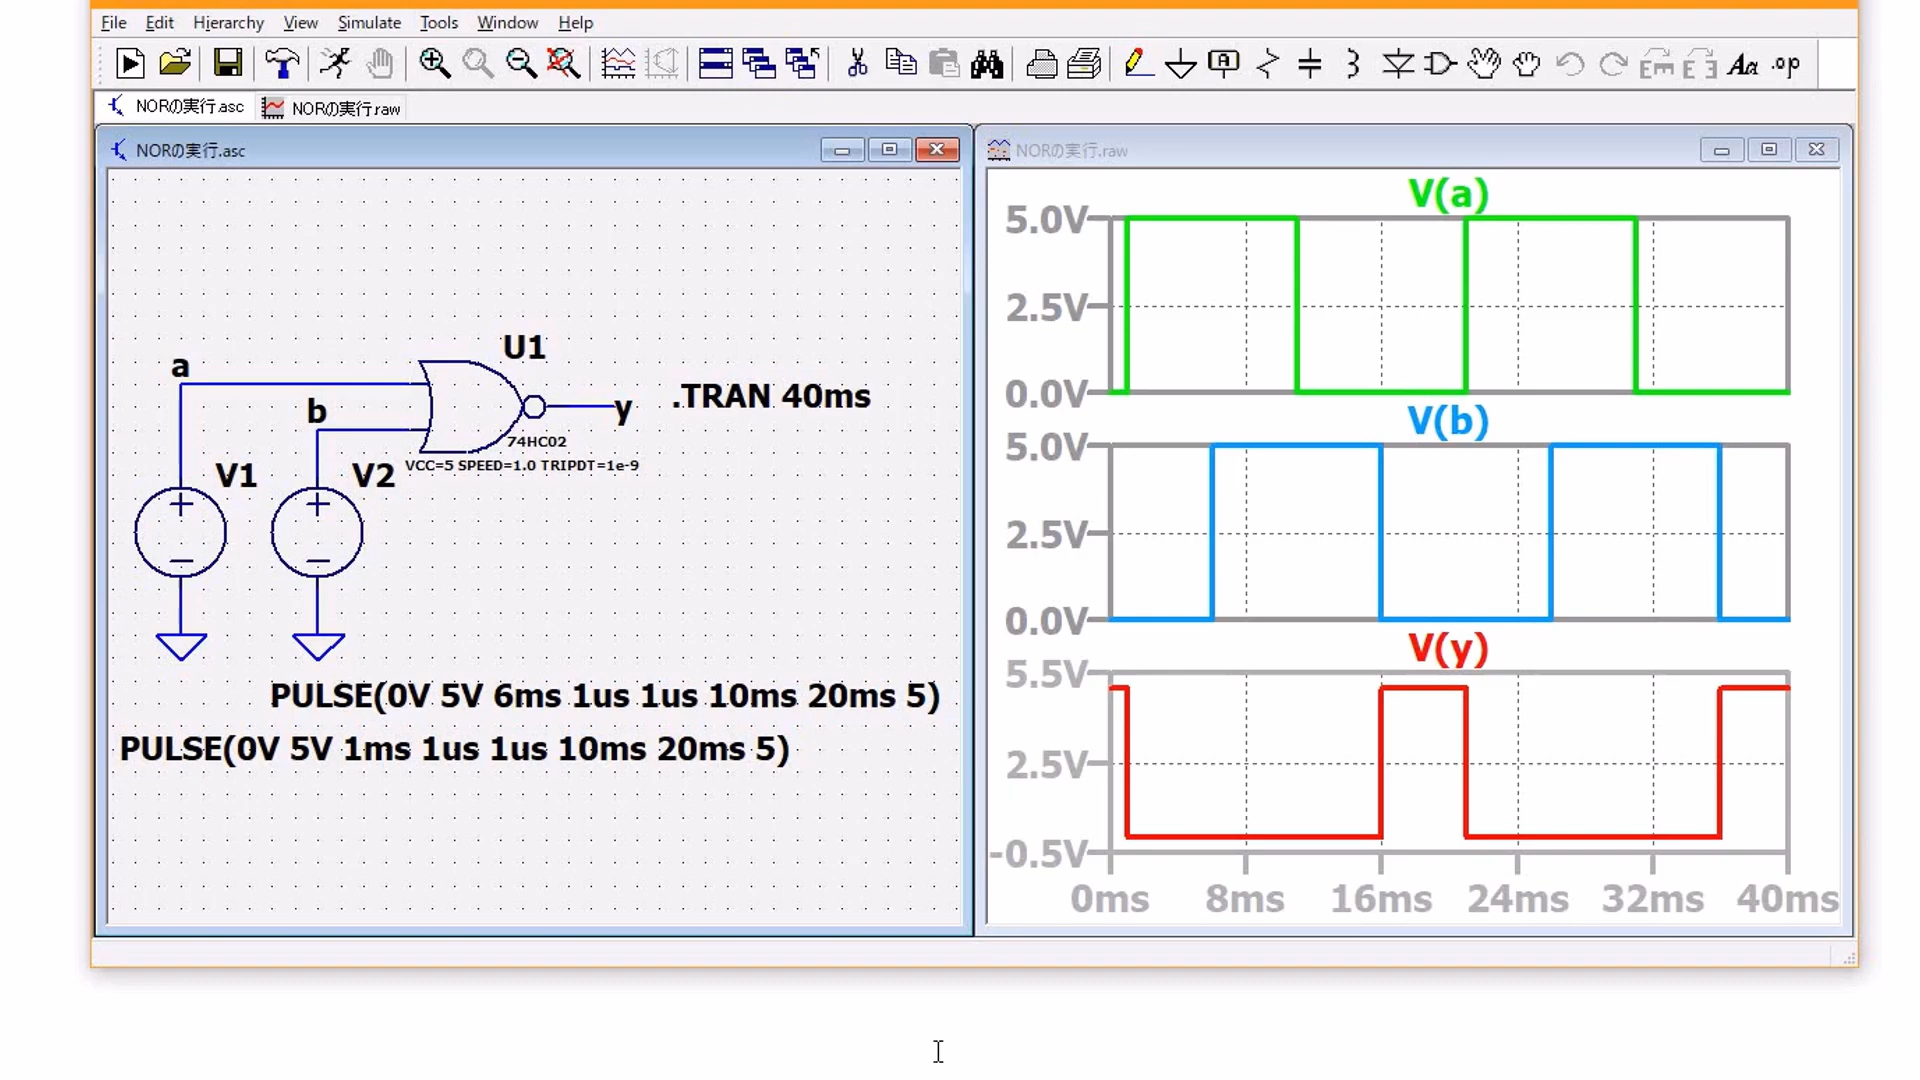 File Edit Hierarchy View Simulate Tools Window Help
A Aa .op
NORの実行.asc NORの実行.raw
NORの実行.asc
a
b
U1
y
74HC02
VCC=5 SPEED=1.0 TRIPDT=1e-9
.TRAN 40ms
V1
V2
PULSE(0V 5V 6ms 1us 1us 10ms 20ms 5)
PULSE(0V 5V 1ms 1us 1us 10ms 20ms 5)
NORの実行.raw
V(a)
5.0V
2.5V
0.0V
V(b)
5.0V
2.5V
0.0V
V(y)
5.5V
2.5V
-0.5V
0ms 8ms 16ms 24ms 32ms 40ms